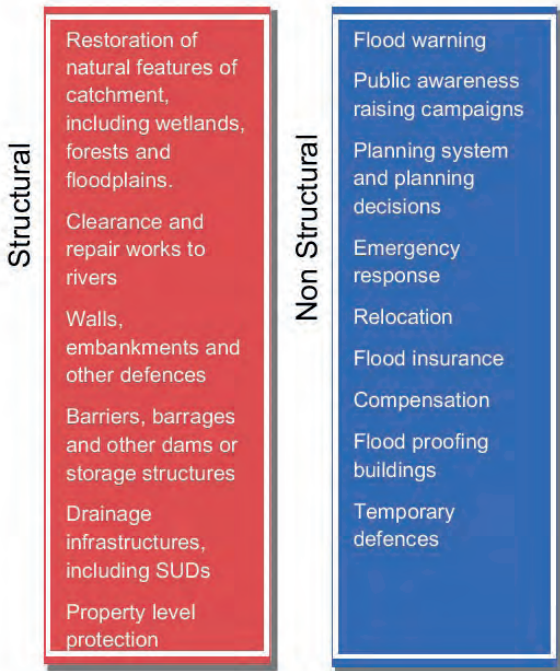 Structural
Restoration of
natural features of
catchment,
including wetlands,
forests and
floodplains.
Clearance and
repair works to
rivers
Walls,
embankments and
other defences
Barriers, barrages
and other dams or
storage structures
Drainage
infrastructures,
including SUDs
Property level
protection
Non Structural
Flood warning
Public awareness
raising campaigns
Planning system
and planning
decisions
Emergency
response
Relocation
Flood insurance
Compensation
Flood proofing
buildings
Temporary
defences